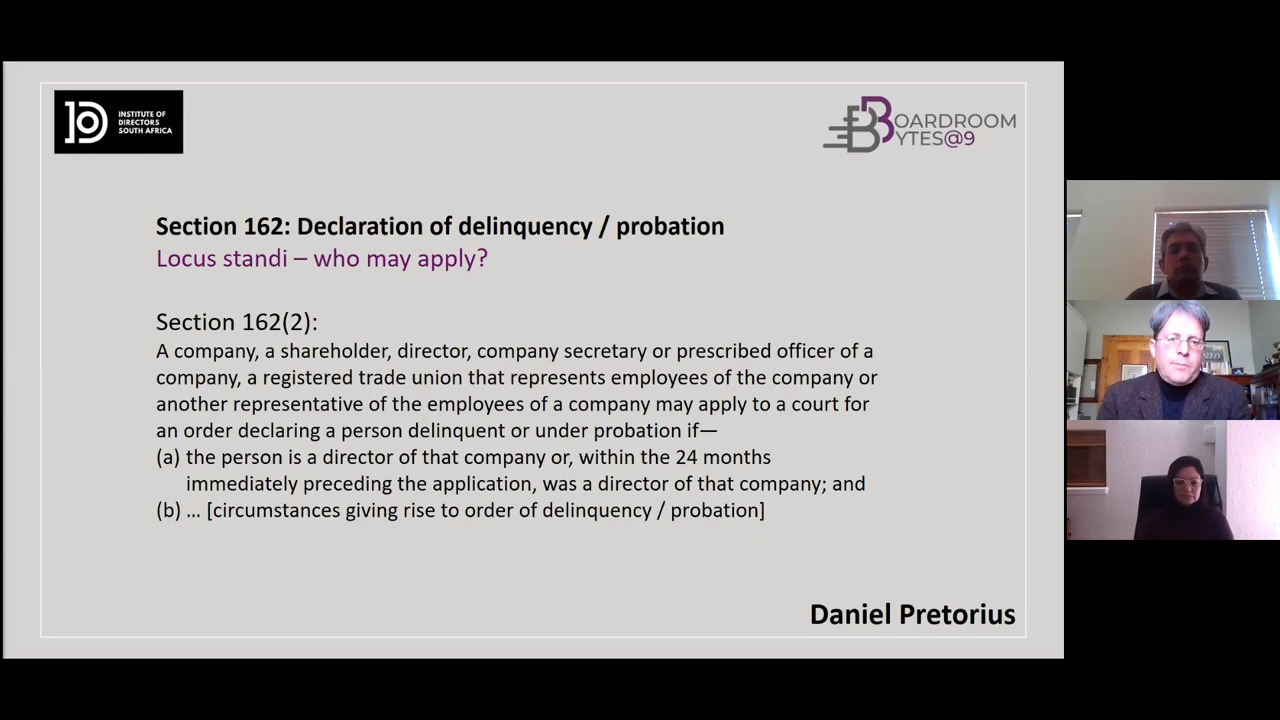 INSTITUTE OF
DIRECTORS
SOUTH AFRICA
BOARDROOM
BYTES@9
Section 162: Declaration of delinquency / probation
Locus standi – who may apply?
Section 162(2):
A company, a shareholder, director, company secretary or prescribed officer of a
company, a registered trade union that represents employees of the company or
another representative of the employees of a company may apply to a court for
an order declaring a person delinquent or under probation if—
(a) the person is a director of that company or, within the 24 months
immediately preceding the application, was a director of that company; and
(b) ... [circumstances giving rise to order of delinquency / probation]
Daniel Pretorius